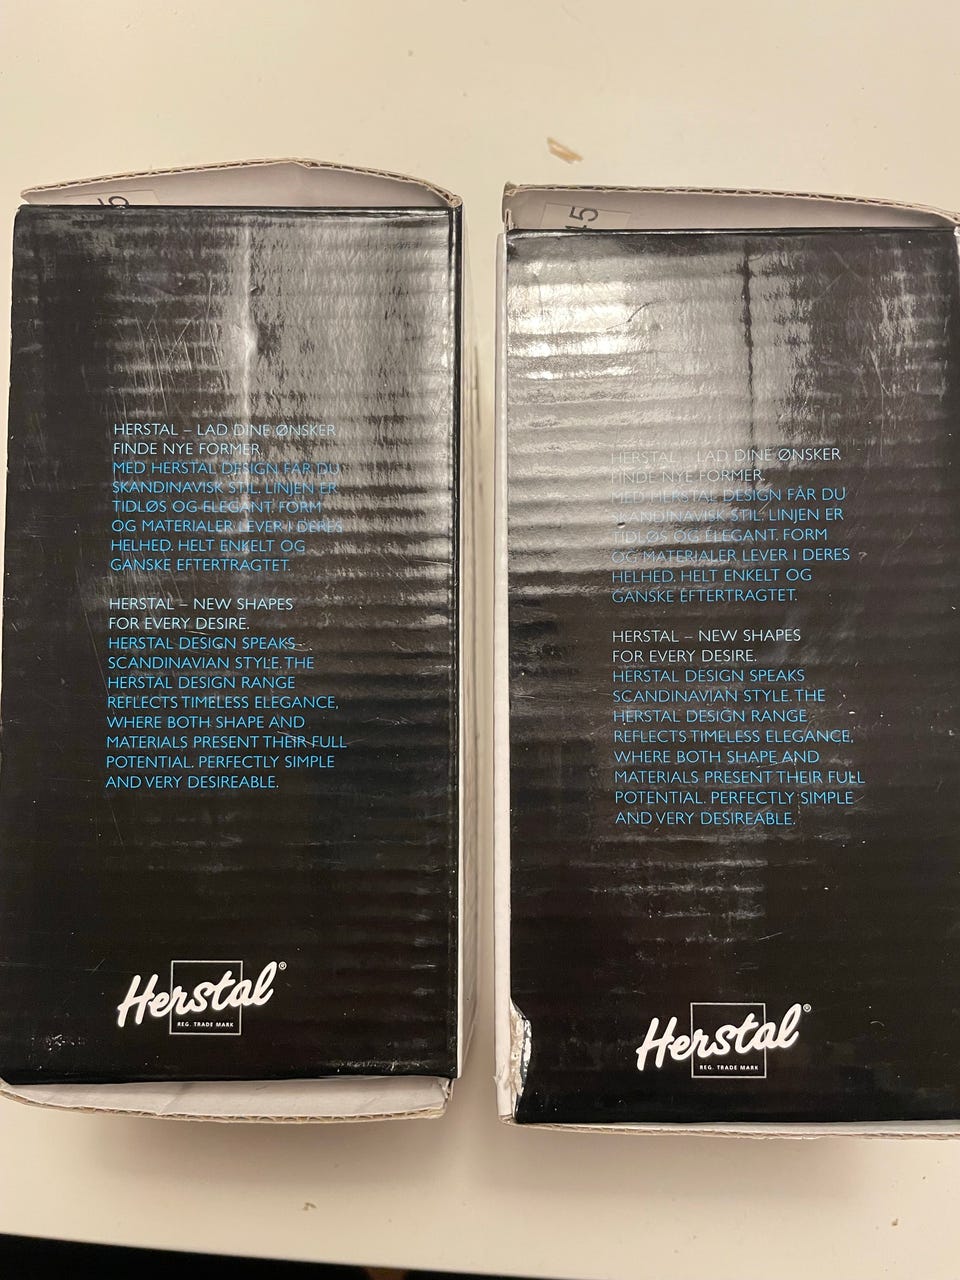 5
HERSTAL – LAD DINE ØNSKER
FINDE NYE FORMER.
MED HERSTAL DESIGN FÅR DU
SKANDINAVISK STIL. LINJEN ER
TIDLØS OG ELEGANT. FORM
OG MATERIALER LEVER I DERES
HELHED. HELT ENKELT OG
GANSKE EFTERTRAGTET.
HERSTAL – NEW SHAPES
FOR EVERY DESIRE.
HERSTAL DESIGN SPEAKS
SCANDINAVIAN STYLE. THE
HERSTAL DESIGN RANGE
REFLECTS TIMELESS ELEGANCE,
WHERE BOTH SHAPE AND
MATERIALS PRESENT THEIR FULL
POTENTIAL. PERFECTLY SIMPLE
AND VERY DESIREABLE.
Herstal®
REG. TRADE MARK
45
HERSTAL – LAD DINE ØNSKER
FINDE NYE FORMER.
MED HERSTAL DESIGN FÅR DU
SKANDINAVISK STIL. LINJEN ER
TIDLØS OG ELEGANT. FORM
OG MATERIALER LEVER I DERES
HELHED. HELT ENKELT OG
GANSKE EFTERTRAGTET.
HERSTAL – NEW SHAPES
FOR EVERY DESIRE.
HERSTAL DESIGN SPEAKS
SCANDINAVIAN STYLE. THE
HERSTAL DESIGN RANGE
REFLECTS TIMELESS ELEGANCE,
WHERE BOTH SHAPE AND
MATERIALS PRESENT THEIR FULL
POTENTIAL. PERFECTLY SIMPLE
AND VERY DESIREABLE.
Herstal®
REG. TRADE MARK